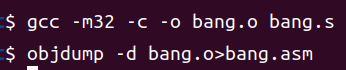 $ gcc -m32 -c -o bang.o bang.s
$ objdump -d bang.o>bang.asm